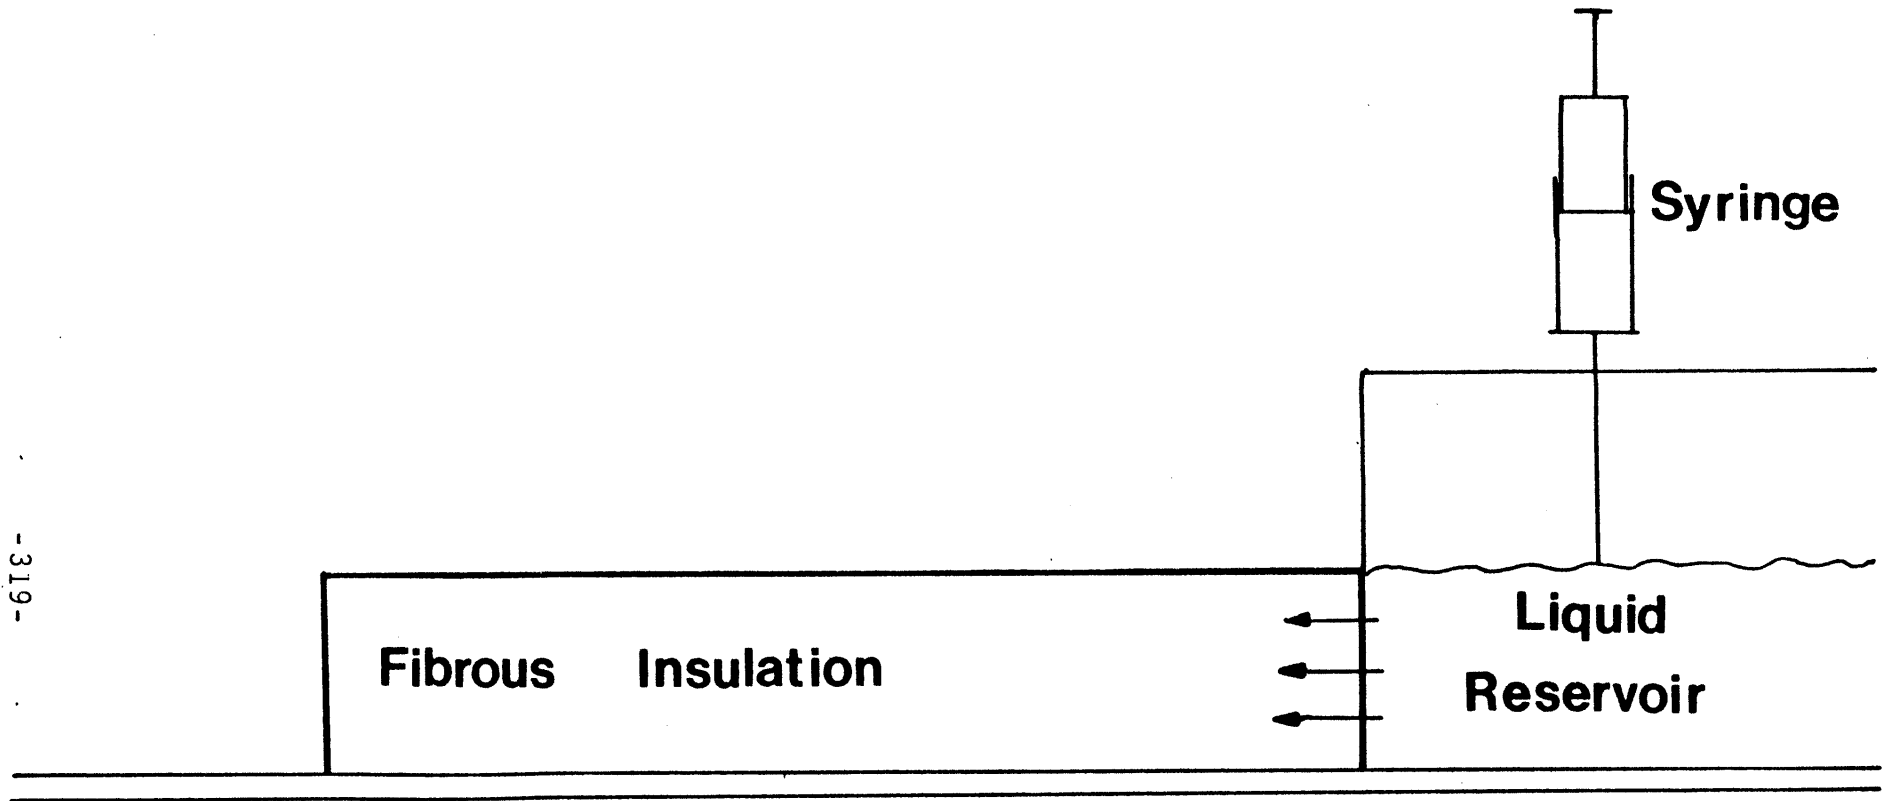 Syringe
Liquid
Reservoir
Fibrous Insulation
-319-